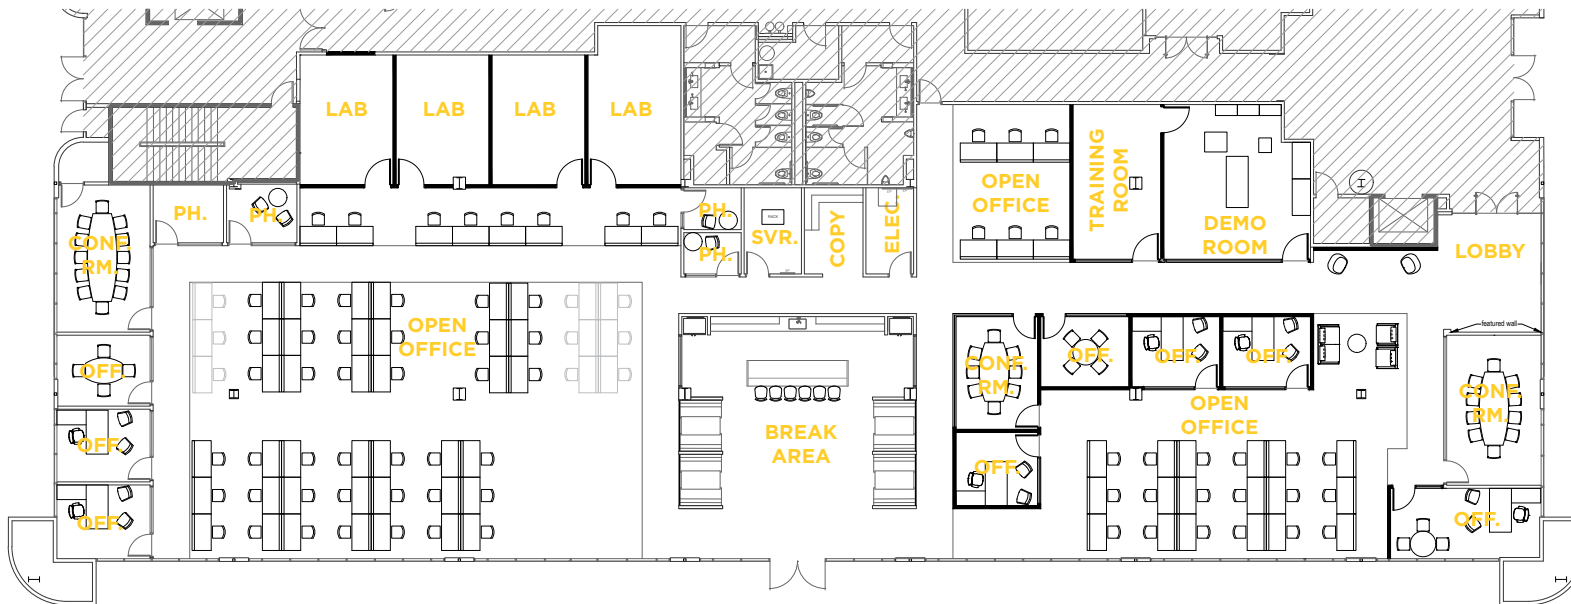 LAB
LAB
LAB
LAB
PH.
PH.
PH.
PH.
RACK
SVR.
COPY
ELEC.
OPEN
OFFICE
TRAINING
ROOM
DEMO
ROOM
LOBBY
featured wall
CONF.
RM.
OPEN
OFFICE
OFF.
OFF.
OFF.
BREAK
AREA
CONF.
RM.
OFF.
OFF.
OFF.
OFF.
OPEN
OFFICE
CONF.
RM.
OFF.